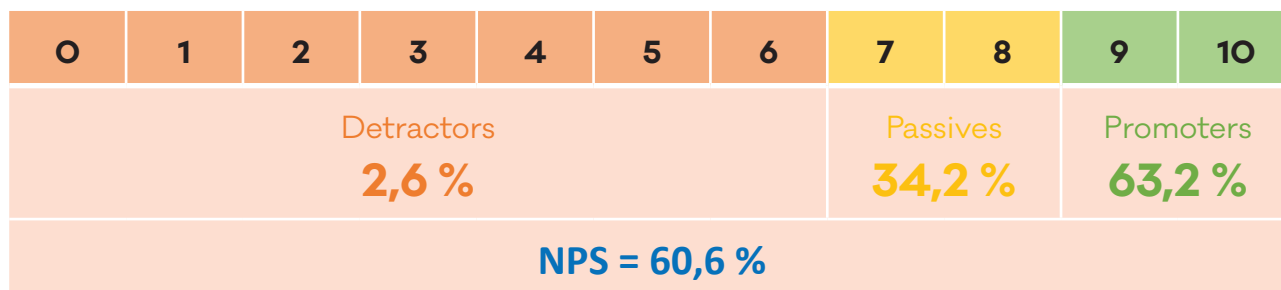 0 1 2 3 4 5 6 7 8 9 10
Detractors Passives Promoters
2,6 % 34,2 % 63,2 %
NPS = 60,6 %